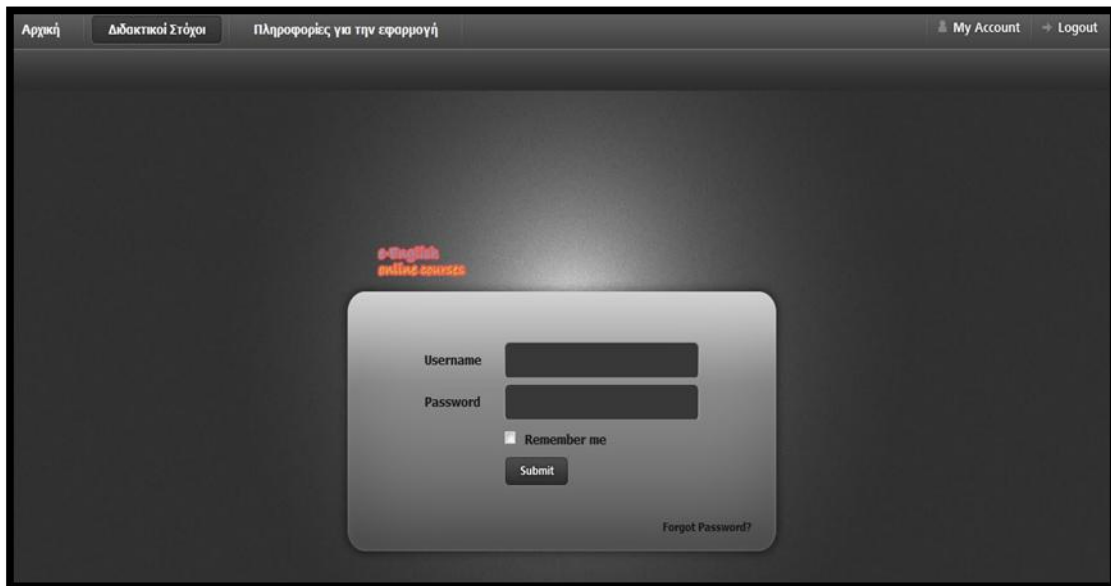 Αρχική Διδακτικοί Στόχοι Πληροφορίες για την εφαρμογή My Account Logout
e-English
online courses
Username
Password
Remember me
Submit
Forgot Password?